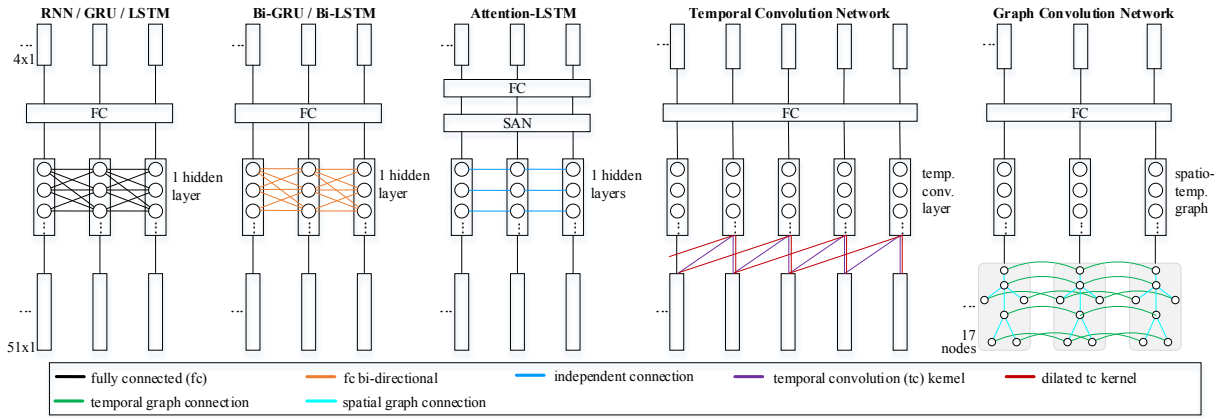 RNN / GRU / LSTM
Bi-GRU / Bi-LSTM
Attention-LSTM
Temporal Convolution Network
Graph Convolution Network
...
...
...
...
4x1
FC
FC
FC
SAN
FC
FC
1 hidden
layer
1 hidden
layer
1 hidden
layers
temp.
conv.
layer
spatio-
temp.
graph
...
17
nodes
51x1
fully connected (fc)
fc bi-directional
independent connection
temporal convolution (tc) kernel
dilated tc kernel
temporal graph connection
spatial graph connection